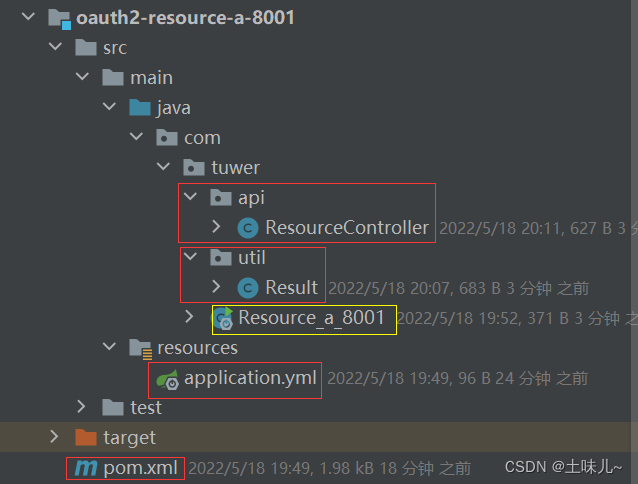 oauth2-resource-a-8001
src
main
java
com
tuwer
api
ResourceController 2022/5/18 20:11, 627 B 3 分
util
Result 2022/5/18 20:07, 683 B 3 分钟 之前
Resource_a_8001 2022/5/18 19:52, 371 B 3 分钟 之
resources
application.yml 2022/5/18 19:49, 96 B 24 分钟 之前
test
target
pom.xml 2022/5/18 19:49, 1.98 kB 18 分钟 之前
CSDN @土味儿~